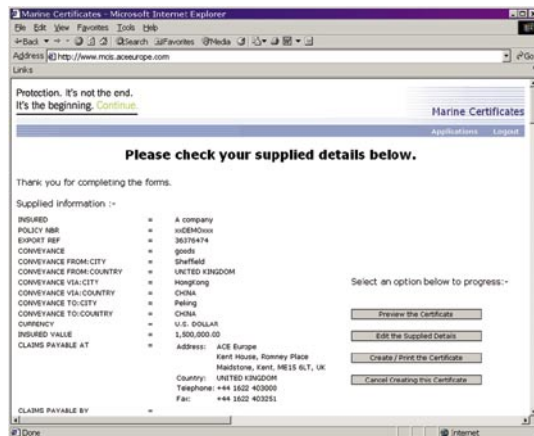 Marine Certificates - Microsoft Internet Explorer
File Edit View Favorites Tools Help
Back Search Favorites Media
Address http://www.mcis.aceeurope.com Go
Links
Protection. It's not the end.
It's the beginning. Continue.
Marine Certificates
Applications Logout
Please check your supplied details below.
Thank you for completing the forms.
Supplied information :-
INSURED = A company
POLICY NBR = xxDEMOxxx
EXPORT REF = 36376474
CONVEYANCE = goods
CONVEYANCE FROM:CITY = Sheffield
CONVEYANCE FROM:COUNTRY = UNITED KINGDOM
CONVEYANCE VIA:CITY = HongKong
CONVEYANCE VIA:COUNTRY = CHINA
CONVEYANCE TO:CITY = Peking
CONVEYANCE TO:COUNTRY = CHINA
CURRENCY = U.S. DOLLAR
INSURED VALUE = 1,500,000.00
CLAIMS PAYABLE AT = Address: ACE Europe
Kent House, Romney Place
Maidstone, Kent, ME15 6LT, UK
Country: UNITED KINGDOM
Telephone: +44 1622 403000
Fax: +44 1622 403251
CLAIMS PAYABLE BY =
Select an option below to progress:-
Preview the Certificate
Edit the Supplied Details
Create / Print the Certificate
Cancel Creating this Certificate
Done Internet